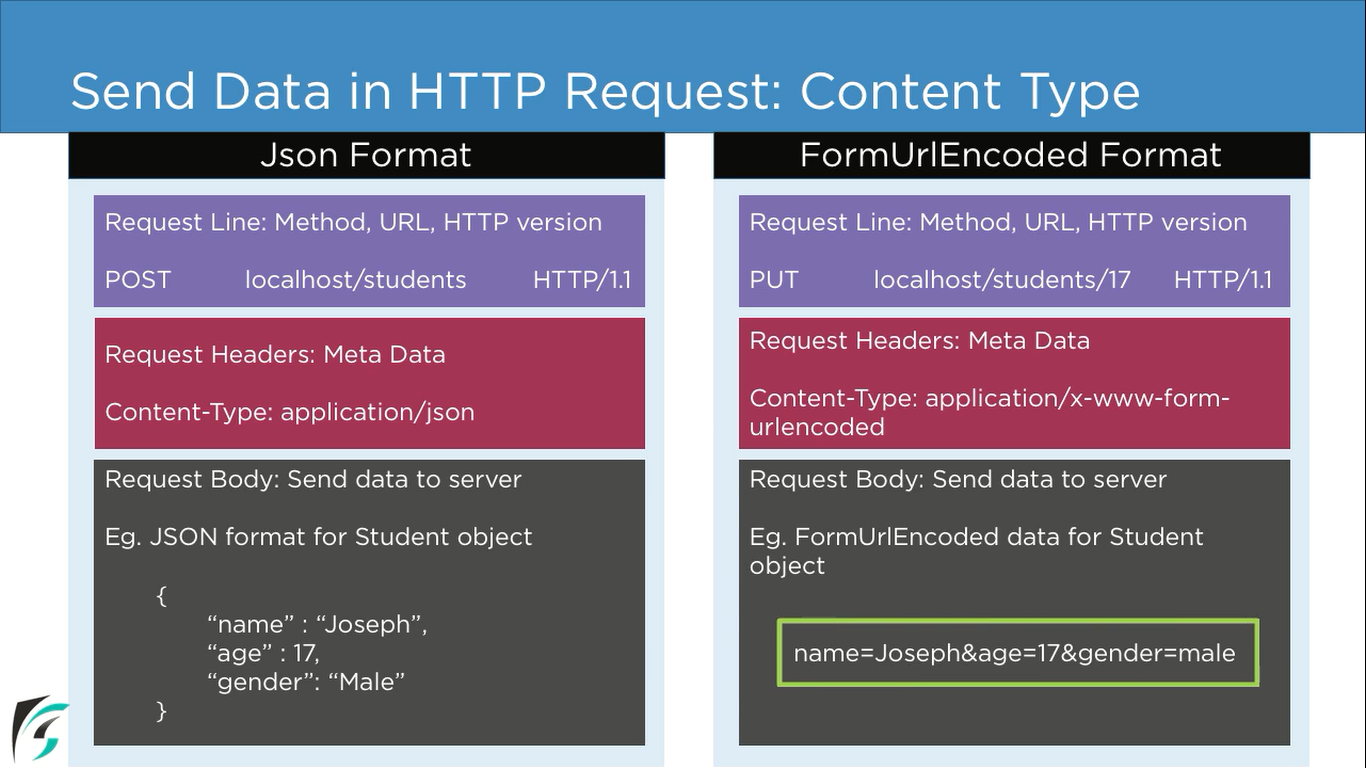 Send Data in HTTP Request: Content Type
Json Format
Request Line: Method, URL, HTTP version
POST localhost/students HTTP/1.1
Request Headers: Meta Data
Content-Type: application/json
Request Body: Send data to server
Eg. JSON format for Student object
{
“name” : “Joseph”,
“age” : 17,
“gender”: “Male”
}
FormUrlEncoded Format
Request Line: Method, URL, HTTP version
PUT localhost/students/17 HTTP/1.1
Request Headers: Meta Data
Content-Type: application/x-www-form-
urlencoded
Request Body: Send data to server
Eg. FormUrlEncoded data for Student
object
name=Joseph&age=17&gender=male